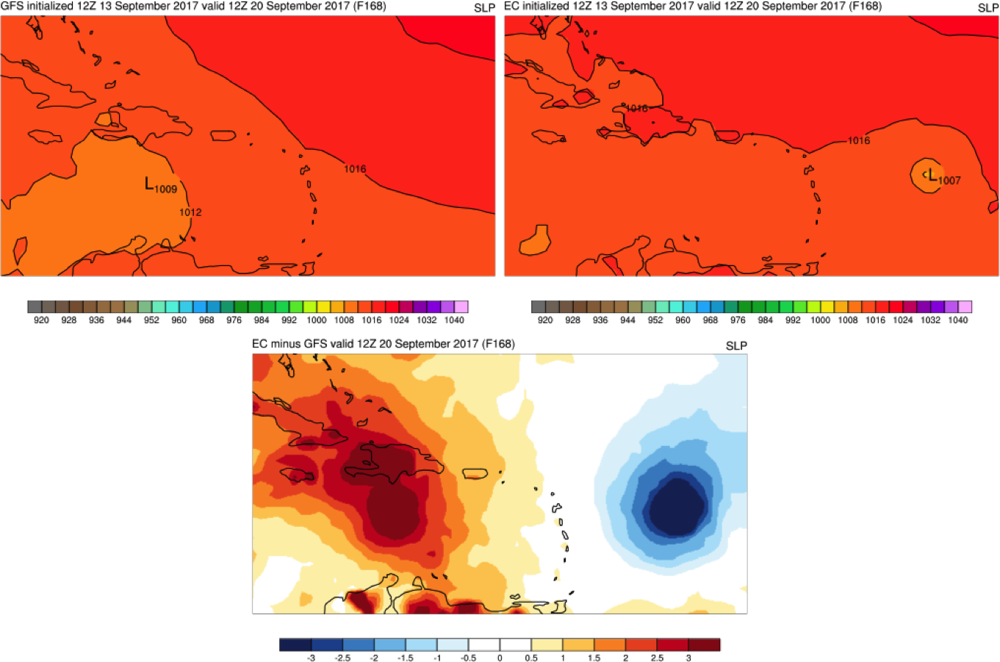 GFS initialized 12Z 13 September 2017 valid 12Z 20 September 2017 (F168) SLP
EC initialized 12Z 13 September 2017 valid 12Z 20 September 2017 (F168) SLP
1016
L1009
1012
1016
1016
L1007
920 928 936 944 952 960 968 976 984 992 1000 1008 1016 1024 1032 1040
920 928 936 944 952 960 968 976 984 992 1000 1008 1016 1024 1032 1040
EC minus GFS valid 12Z 20 September 2017 (F168) SLP
-3 -2.5 -2 -1.5 -1 -0.5 0 0.5 1 1.5 2 2.5 3